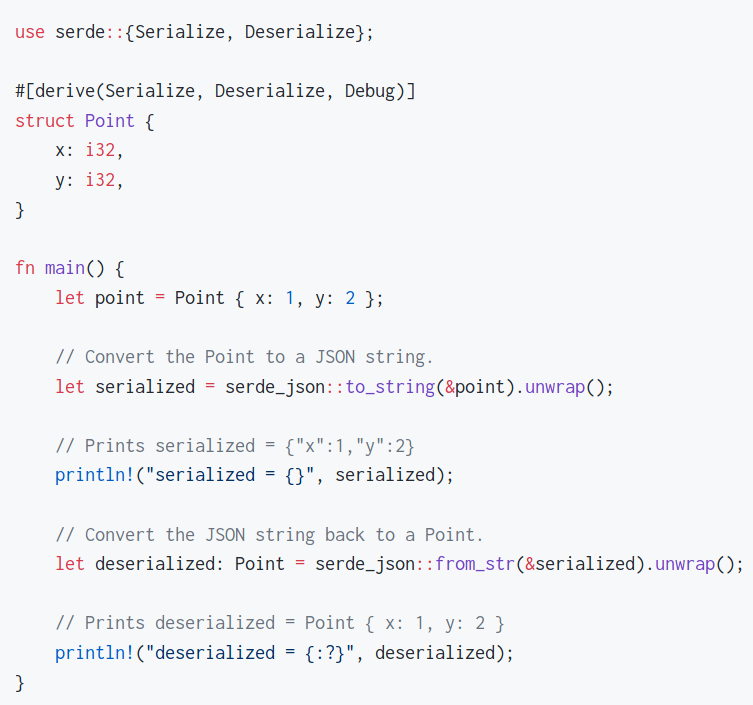 use serde::{Serialize, Deserialize};
#[derive(Serialize, Deserialize, Debug)]
struct Point {
    x: i32,
    y: i32,
}
fn main() {
    let point = Point { x: 1, y: 2 };
    // Convert the Point to a JSON string.
    let serialized = serde_json::to_string(&point).unwrap();
    // Prints serialized = {"x":1,"y":2}
    println!("serialized = {}", serialized);
    // Convert the JSON string back to a Point.
    let deserialized: Point = serde_json::from_str(&serialized).unwrap();
    // Prints deserialized = Point { x: 1, y: 2 }
    println!("deserialized = {:?}", deserialized);
}